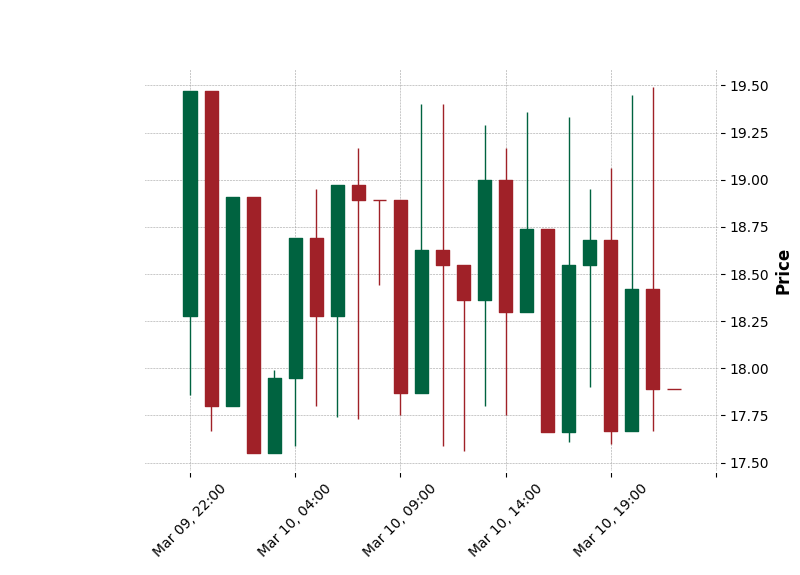 19.50
19.25
19.00
18.75
18.50
18.25
18.00
17.75
17.50
Price
Mar 09, 22:00
Mar 10, 04:00
Mar 10, 09:00
Mar 10, 14:00
Mar 10, 19:00